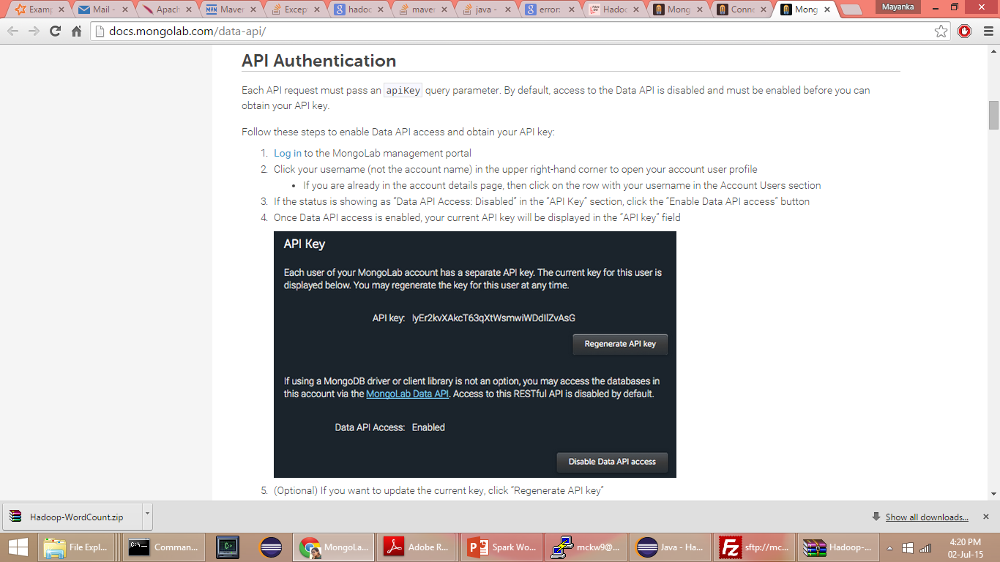 Examp
Mail -
Apach
Maver
Excep
hadoc
maver
java -
error:
Hadoc
Mong
Conne
Mong
Mayanka
docs.mongolab.com/data-api/
API Authentication
Each API request must pass an apiKey query parameter. By default, access to the Data API is disabled and must be enabled before you can
obtain your API key.
Follow these steps to enable Data API access and obtain your API key:
1. Log in to the MongoLab management portal
2. Click your username (not the account name) in the upper right-hand corner to open your account user profile
• If you are already in the account details page, then click on the row with your username in the Account Users section
3. If the status is showing as “Data API Access: Disabled” in the “API Key” section, click the “Enable Data API access” button
4. Once Data API access is enabled, your current API key will be displayed in the “API key” field
API Key
Each user of your MongoLab account has a separate API key. The current key for this user is
displayed below. You may regenerate the key for this user at any time.
API key: IyEr2kvXAkcT63qXtWsmwiWDdIlZvAsG
Regenerate API key
If using a MongoDB driver or client library is not an option, you may access the databases in
this account via the MongoLab Data API. Access to this RESTful API is disabled by default.
Data API Access: Enabled
Disable Data API access
5. (Optional) If you want to update the current key, click “Regenerate API key”
Hadoop-WordCount.zip
Show all downloads...
File Expl...
Comman...
MongoLa...
Adobe R...
Spark Wo...
mckw9@...
Java - Ha...
sftp://mc...
Hadoop-...
4:20 PM
02-Jul-15